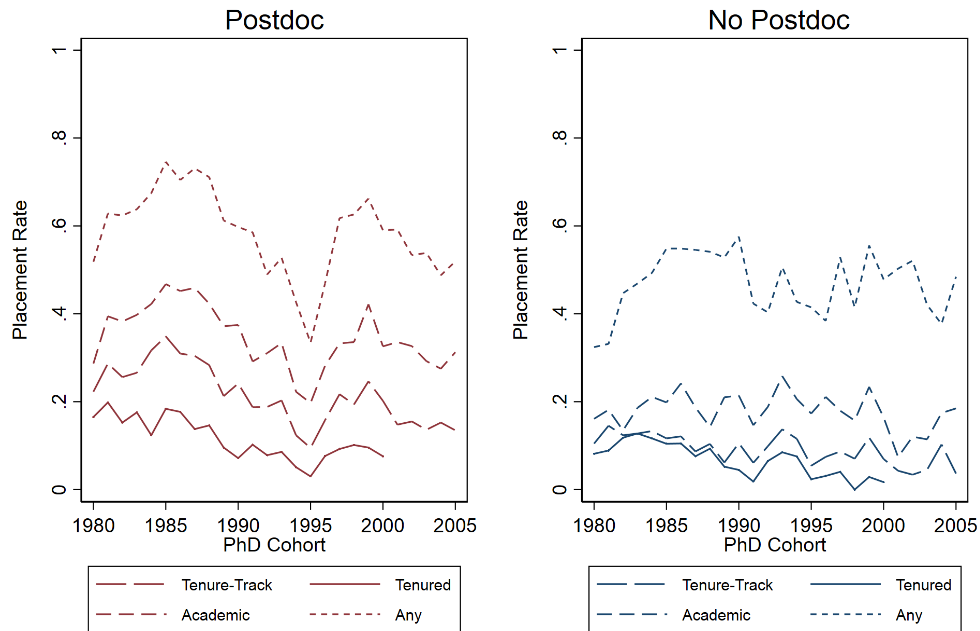 Postdoc
No Postdoc
Placement Rate
1
.8
.6
.4
.2
0
1980 1985 1990 1995 2000 2005
PhD Cohort
Tenure-Track Tenured
Academic Any
Placement Rate
1
.8
.6
.4
.2
0
1980 1985 1990 1995 2000 2005
PhD Cohort
Tenure-Track Tenured
Academic Any